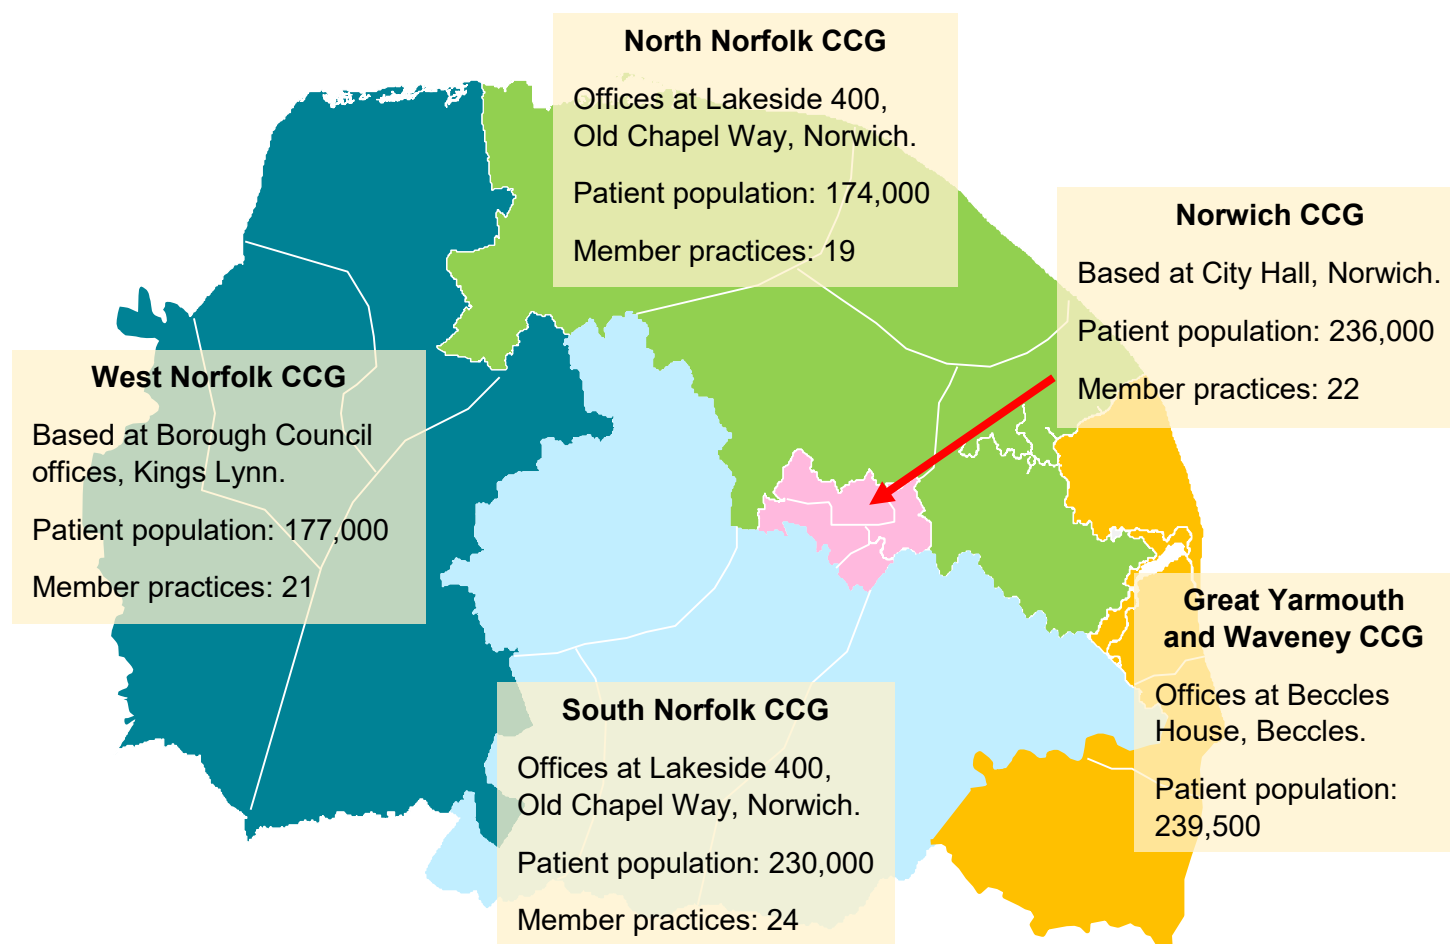 North Norfolk CCG
Offices at Lakeside 400,
Old Chapel Way, Norwich.
Patient population: 174,000
Member practices: 19
Norwich CCG
Based at City Hall, Norwich.
Patient population: 236,000
Member practices: 22
West Norfolk CCG
Based at Borough Council
offices, Kings Lynn.
Patient population: 177,000
Member practices: 21
Great Yarmouth
and Waveney CCG
Offices at Beccles
House, Beccles.
Patient population:
239,500
South Norfolk CCG
Offices at Lakeside 400,
Old Chapel Way, Norwich.
Patient population: 230,000
Member practices: 24